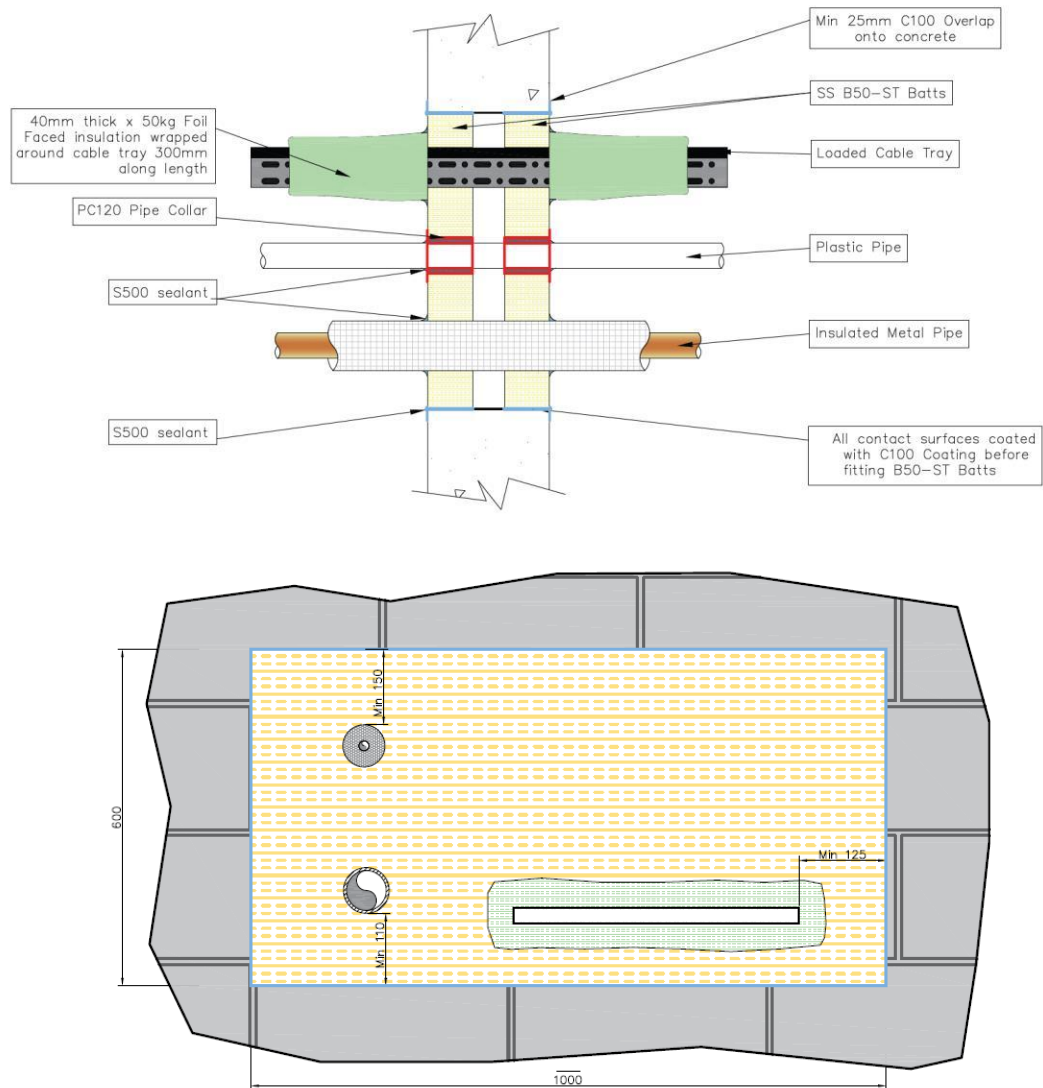 Min 25mm C100 Overlap
onto concrete
SS B50-ST Batts
40mm thick x 50kg Foil
Faced insulation wrapped
around cable tray 300mm
along length
Loaded Cable Tray
PC120 Pipe Collar
Plastic Pipe
S500 sealant
Insulated Metal Pipe
S500 sealant
All contact surfaces coated
with C100 Coating before
fitting B50-ST Batts
Min 150
600
Min 125
Min 110
1000